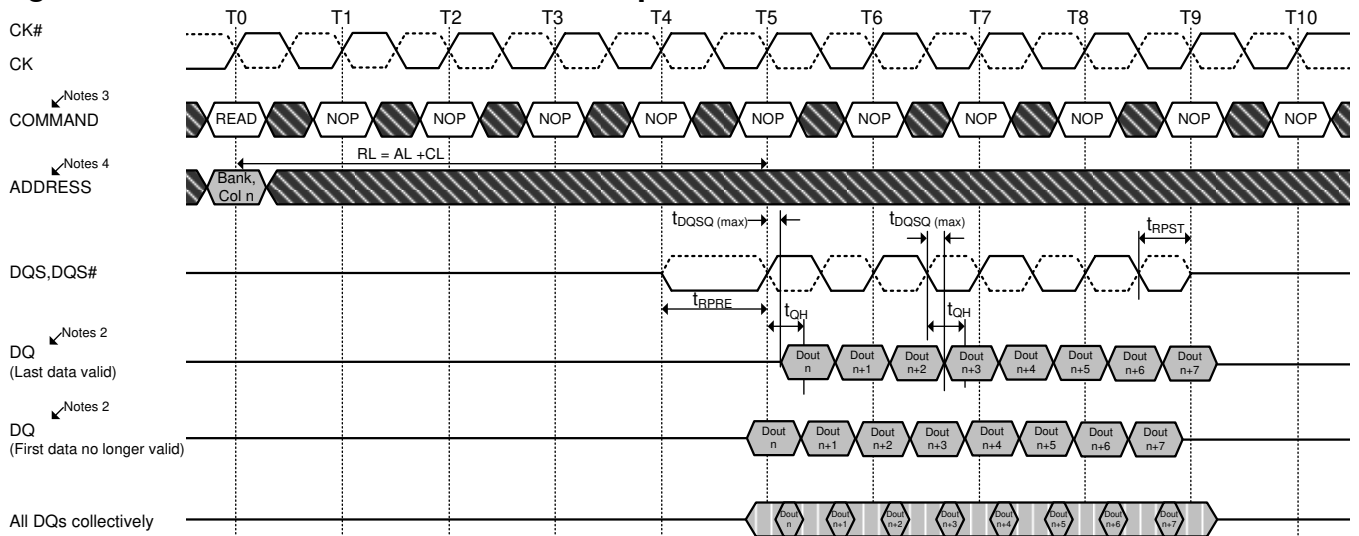 T0 T1 T2 T3 T4 T5 T6 T7 T8 T9 T10
CK#
CK
Notes 3
COMMAND
READ NOP NOP NOP NOP NOP NOP NOP NOP NOP NOP
RL = AL +CL
Notes 4
ADDRESS
Bank,
Col n
tDQSQ (max) tDQSQ (max) tRPST
DQS,DQS#
tRPRE tQH tQH
Notes 2
DQ
(Last data valid)
Dout n Dout n+1 Dout n+2 Dout n+3 Dout n+4 Dout n+5 Dout n+6 Dout n+7
Notes 2
DQ
(First data no longer valid)
Dout n Dout n+1 Dout n+2 Dout n+3 Dout n+4 Dout n+5 Dout n+6 Dout n+7
All DQs collectively
Dout n Dout n+1 Dout n+2 Dout n+3 Dout n+4 Dout n+5 Dout n+6 Dout n+7